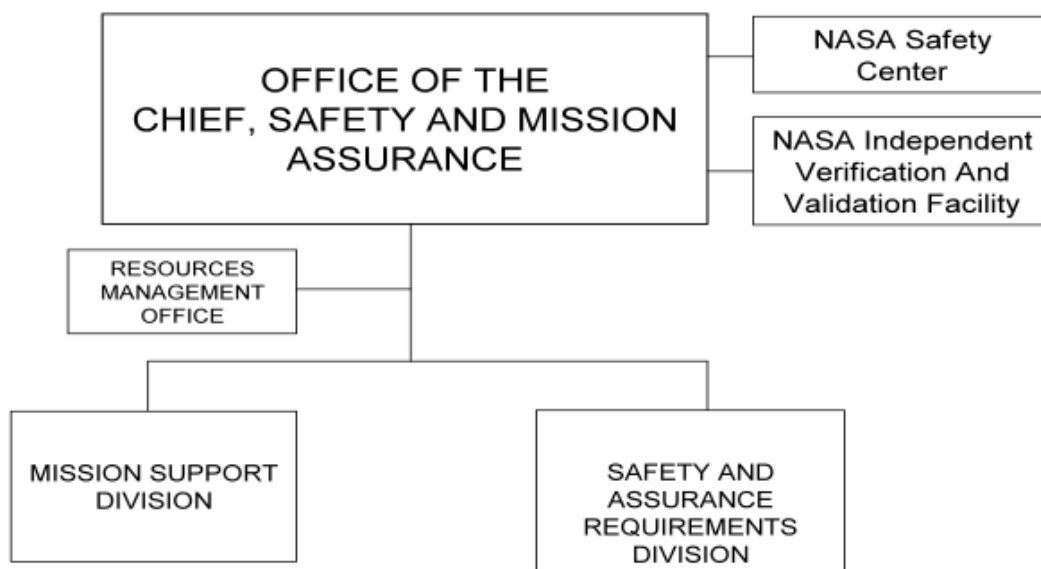 OFFICE OF THE
CHIEF, SAFETY AND MISSION
ASSURANCE
NASA Safety
Center
NASA Independent
Verification And
Validation Facility
RESOURCES
MANAGEMENT
OFFICE
MISSION SUPPORT
DIVISION
SAFETY AND
ASSURANCE
REQUIREMENTS
DIVISION